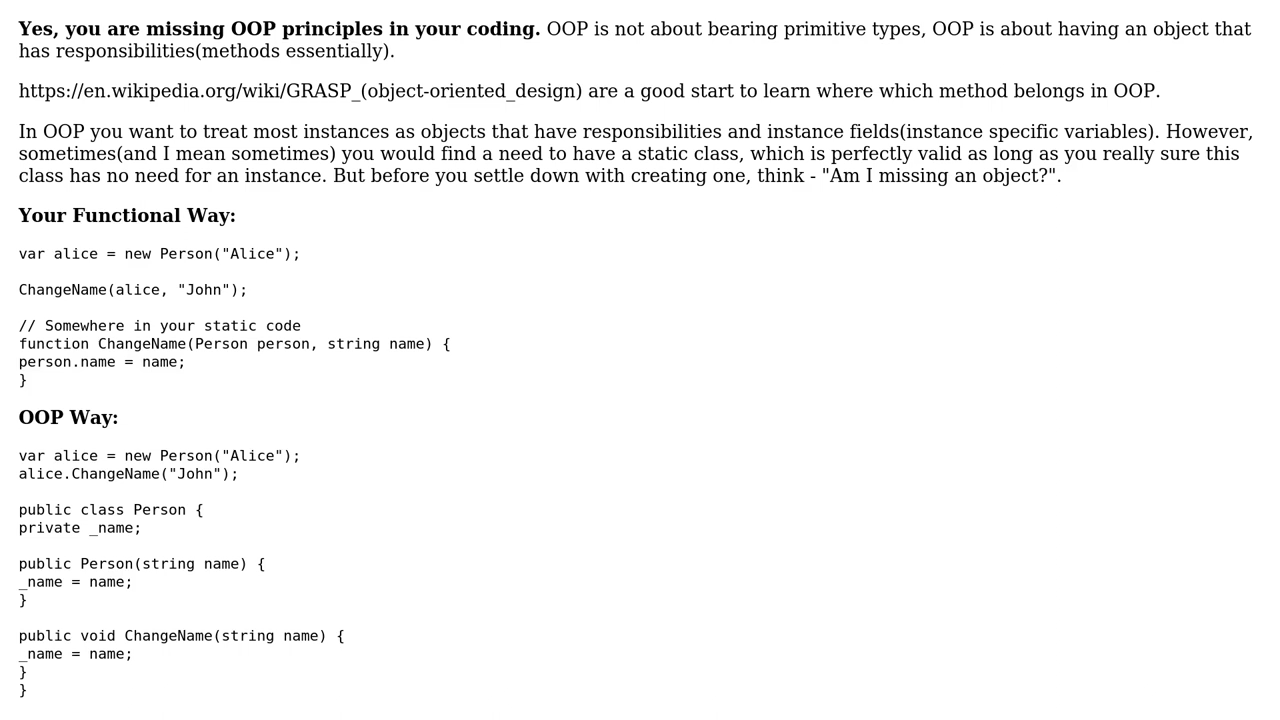 Yes, you are missing OOP principles in your coding. OOP is not about bearing primitive types, OOP is about having an object that
has responsibilities(methods essentially).
https://en.wikipedia.org/wiki/GRASP_(object-oriented_design) are a good start to learn where which method belongs in OOP.
In OOP you want to treat most instances as objects that have responsibilities and instance fields(instance specific variables). However,
sometimes(and I mean sometimes) you would find a need to have a static class, which is perfectly valid as long as you really sure this
class has no need for an instance. But before you settle down with creating one, think - "Am I missing an object?".
Your Functional Way:
var alice = new Person("Alice");
ChangeName(alice, "John");
// Somewhere in your static code
function ChangeName(Person person, string name) {
person.name = name;
}
OOP Way:
var alice = new Person("Alice");
alice.ChangeName("John");
public class Person {
private _name;
public Person(string name) {
_name = name;
}
public void ChangeName(string name) {
_name = name;
}
}